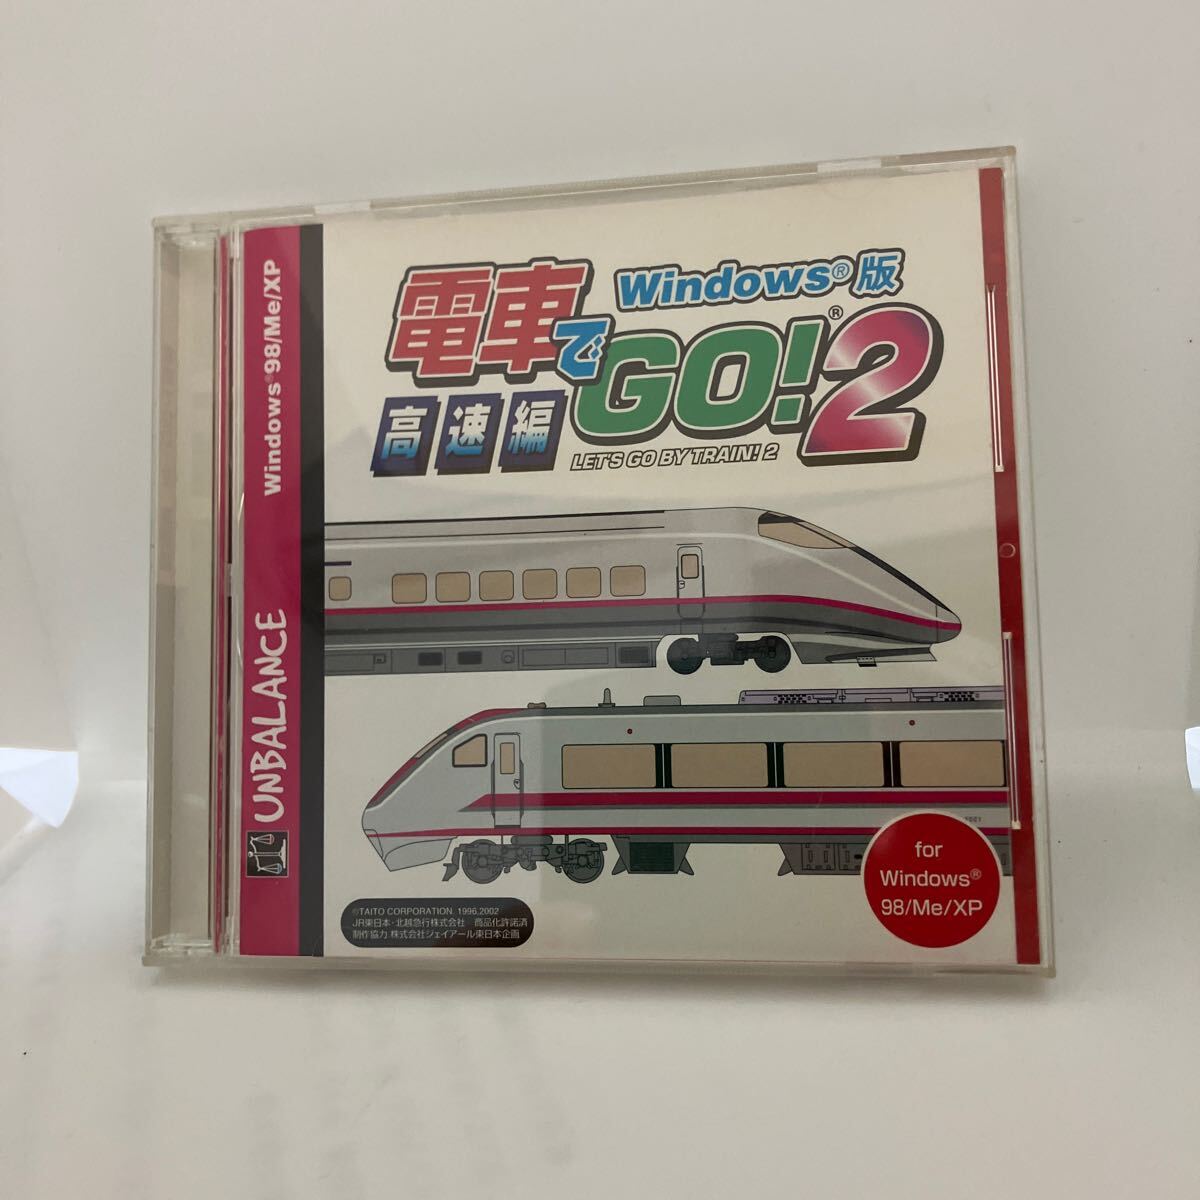 Windows®98/Me/XP
UNBALANCE
Windows®版
電車でGO!®2
高速編
LET'S GO BY TRAIN! 2
for
Windows®
98/Me/XP
©TAITO CORPORATION. 1996,2002
JR東日本・北越急行株式会社 商品化許諾済
制作協力 株式会社ジェイアール東日本企画